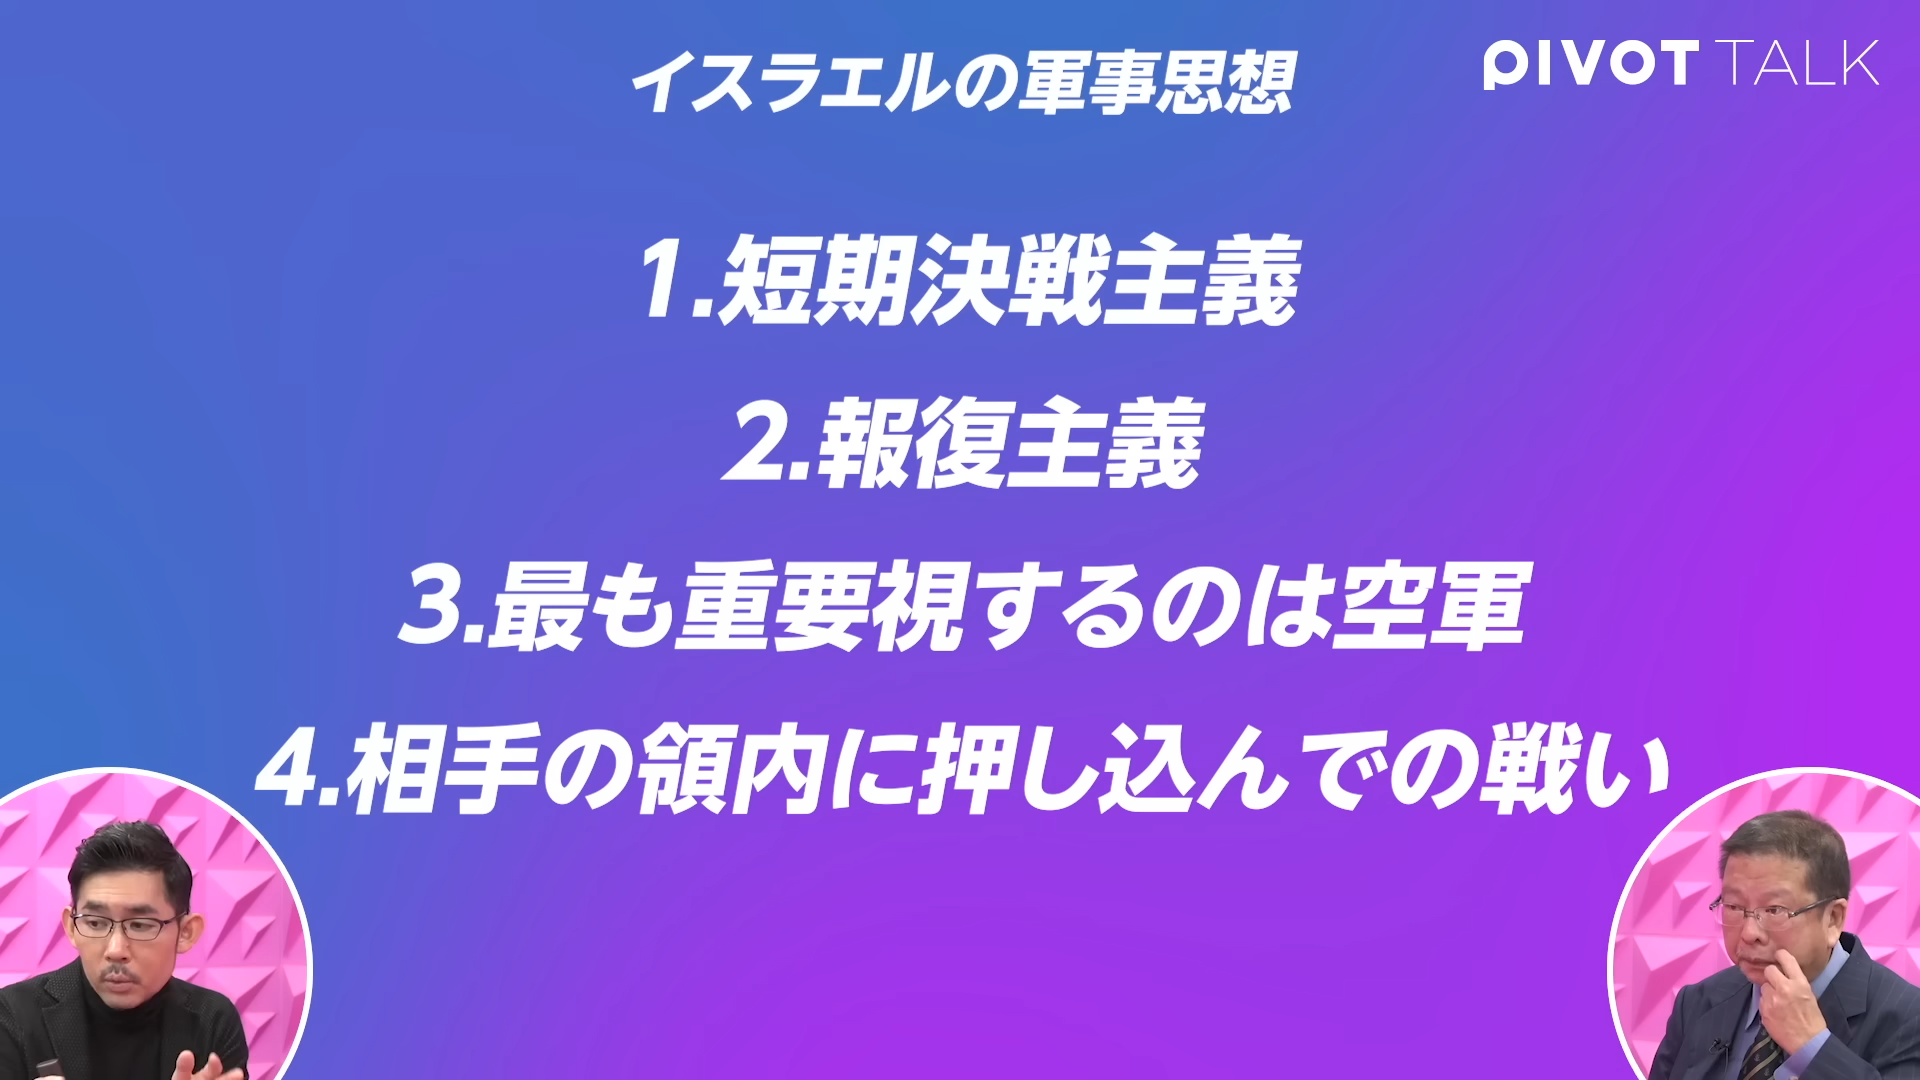 イスラエルの軍事思想
PIVOT TALK
1.短期決戦主義
2.報復主義
3.最も重要視するのは空軍
4.相手の領内に押し込んでの戦い